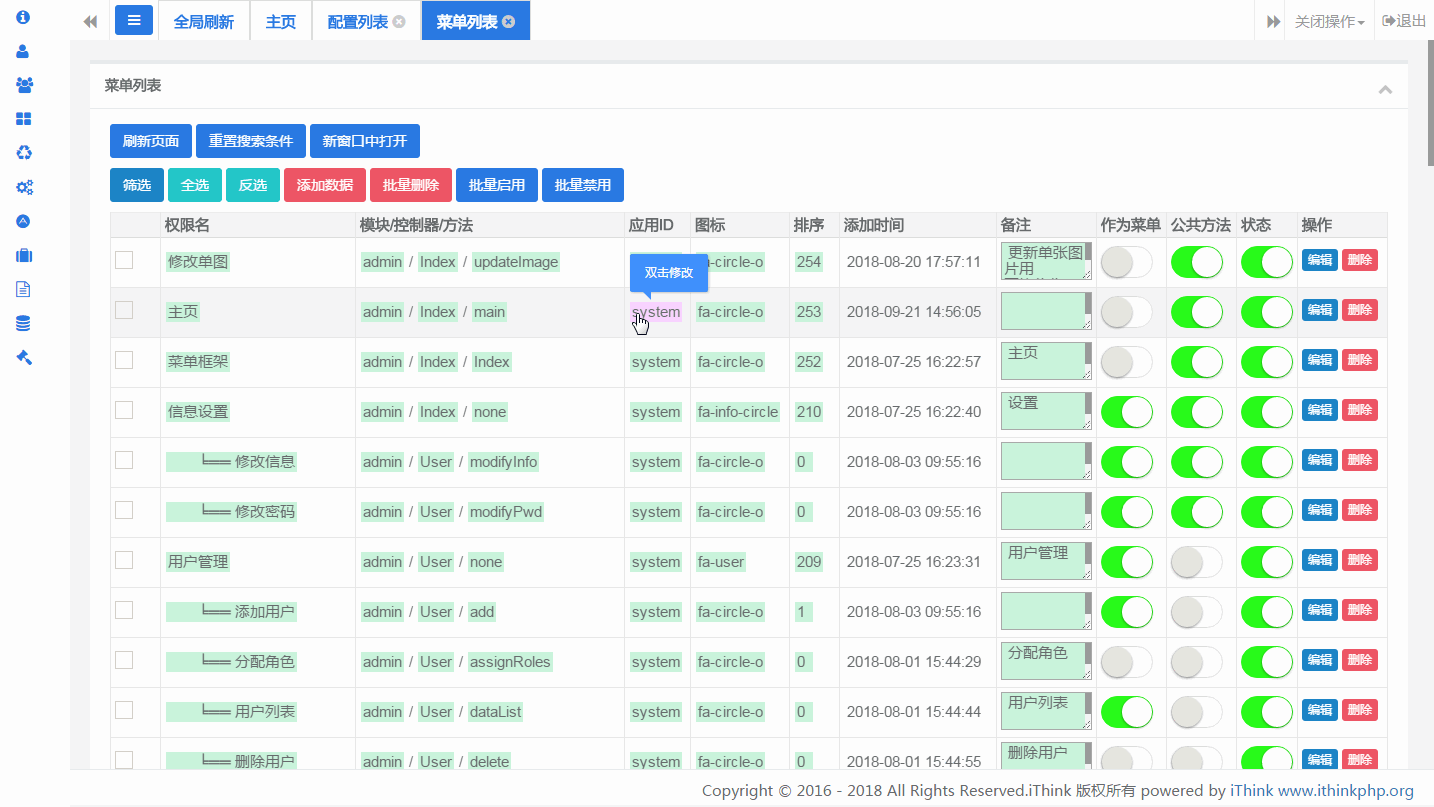 全局刷新 主页 配置列表 菜单列表 关闭操作 退出
菜单列表
刷新页面 重置搜索条件 新窗口中打开
筛选 全选 反选 添加数据 批量删除 批量启用 批量禁用
权限名 模块/控制器/方法 应用ID 图标 排序 添加时间 备注 作为菜单 公共方法 状态 操作
修改单图 admin / Index / updateImage fa-circle-o 254 2018-08-20 17:57:11 更新单张图片用 编辑 删除
双击修改
主页 admin / Index / main system fa-circle-o 253 2018-09-21 14:56:05 编辑 删除
菜单框架 admin / Index / Index system fa-circle-o 252 2018-07-25 16:22:57 主页 编辑 删除
信息设置 admin / Index / none system fa-info-circle 210 2018-07-25 16:22:40 设置 编辑 删除
╘══ 修改信息 admin / User / modifyInfo system fa-circle-o 0 2018-08-03 09:55:16 编辑 删除
╘══ 修改密码 admin / User / modifyPwd system fa-circle-o 0 2018-08-03 09:55:16 编辑 删除
用户管理 admin / User / none system fa-user 209 2018-07-25 16:23:31 用户管理 编辑 删除
╘══ 添加用户 admin / User / add system fa-circle-o 1 2018-08-03 09:55:16 编辑 删除
╘══ 分配角色 admin / User / assignRoles system fa-circle-o 0 2018-08-01 15:44:29 分配角色 编辑 删除
╘══ 用户列表 admin / User / dataList system fa-circle-o 0 2018-08-01 15:44:44 用户列表 编辑 删除
╘══ 删除用户 admin / User / delete system fa-circle-o 0 2018-08-01 15:44:55 删除用户 编辑 删除
Copyright © 2016 - 2018 All Rights Reserved.iThink 版权所有 powered by iThink www.ithinkphp.org